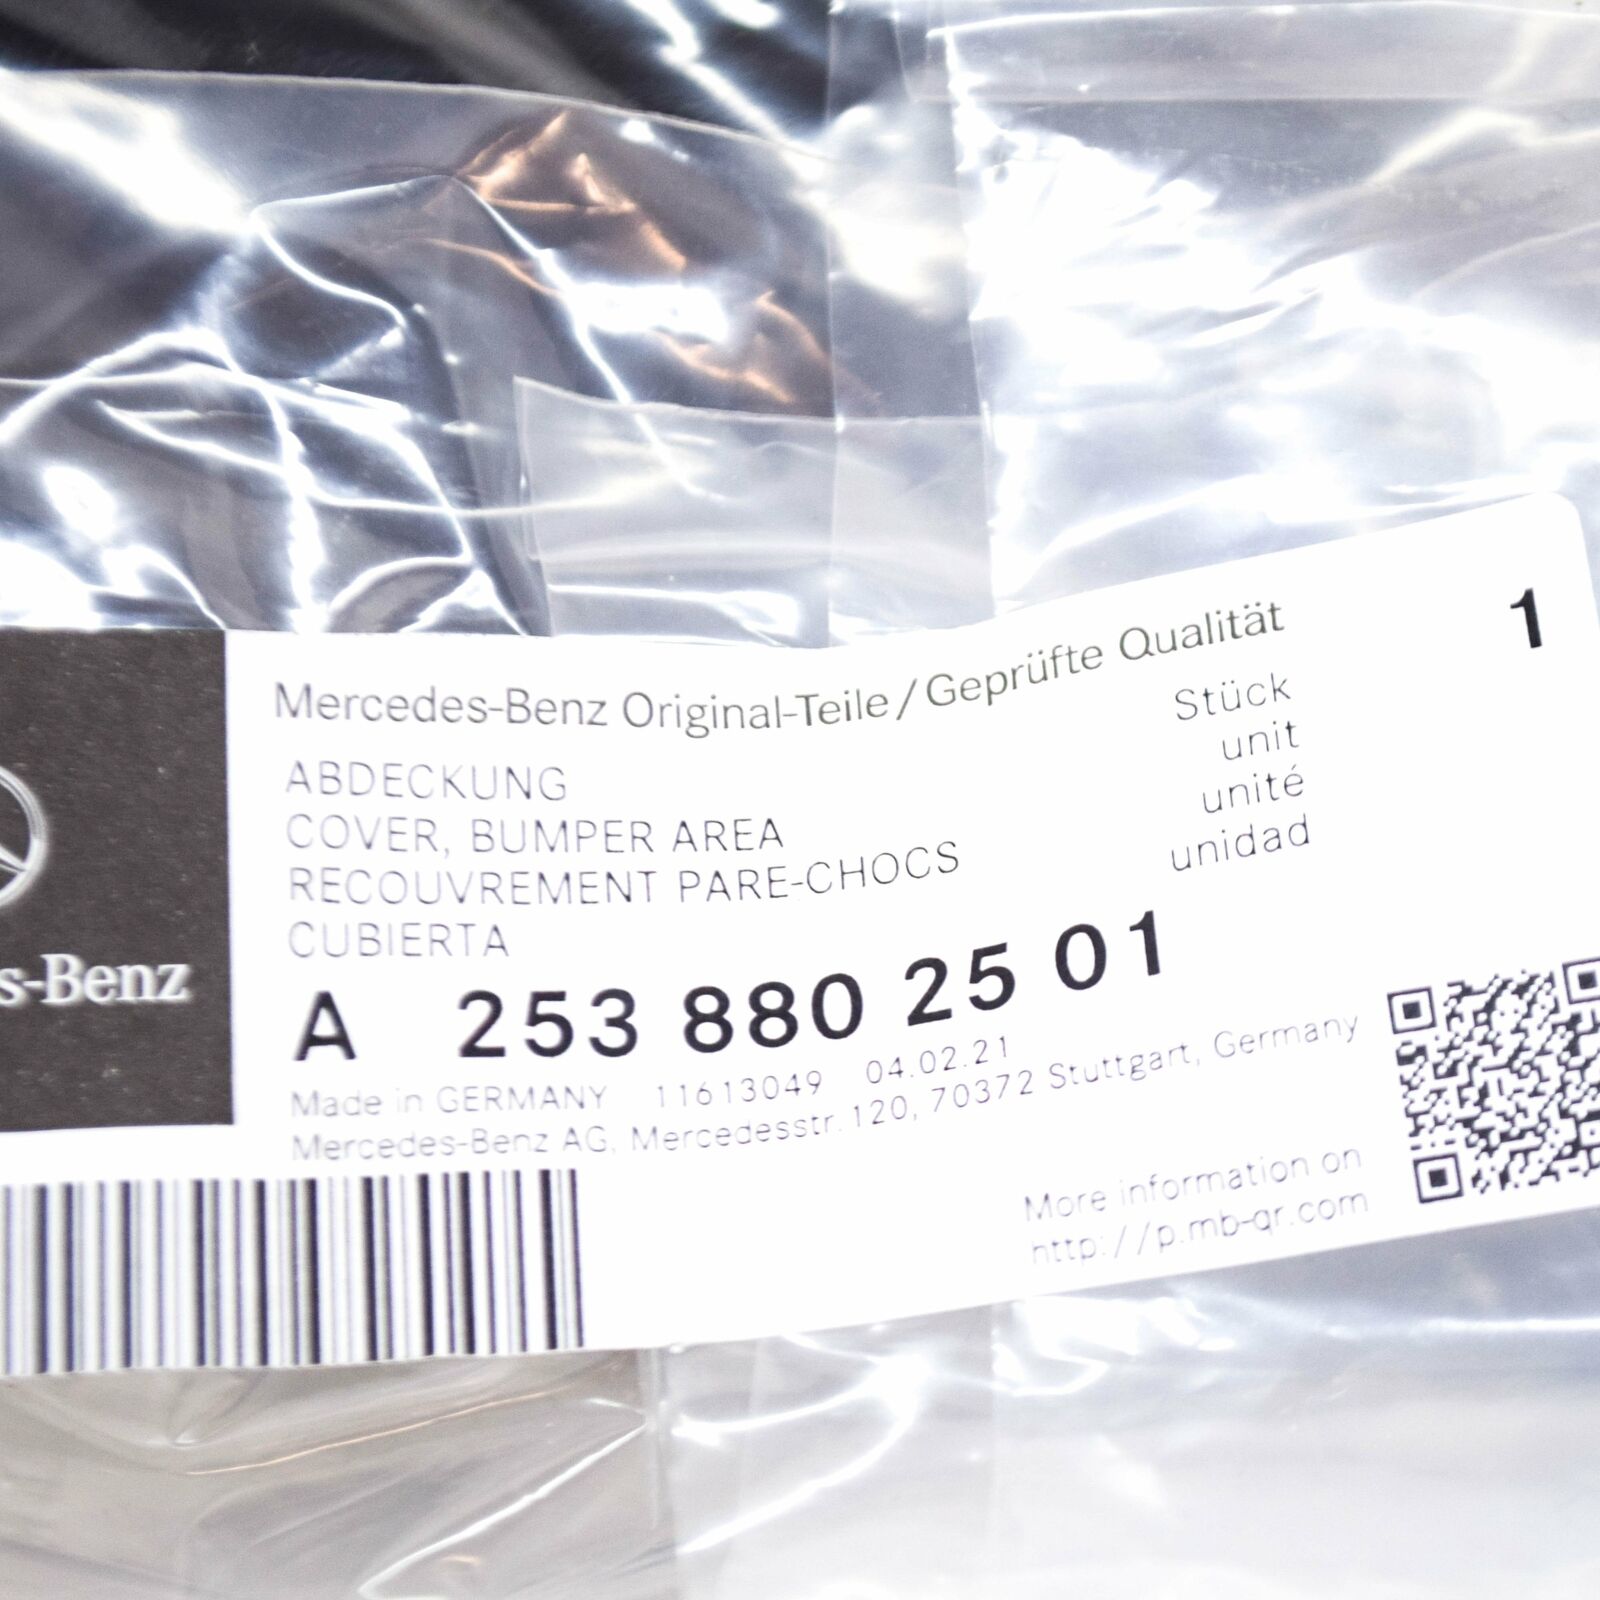 Mercedes-Benz Original-Teile/Geprüfte Qualität
1
Stück
unit
unité
unidad
ABDECKUNG
COVER, BUMPER AREA
RECOUVREMENT PARE-CHOCS
CUBIERTA
A 253 880 25 01
Made in GERMANY 11613049 04.02.21
Mercedes-Benz AG, Mercedesstr. 120, 70372 Stuttgart, Germany
More information on
http://p.mb-qr.com
s-Benz